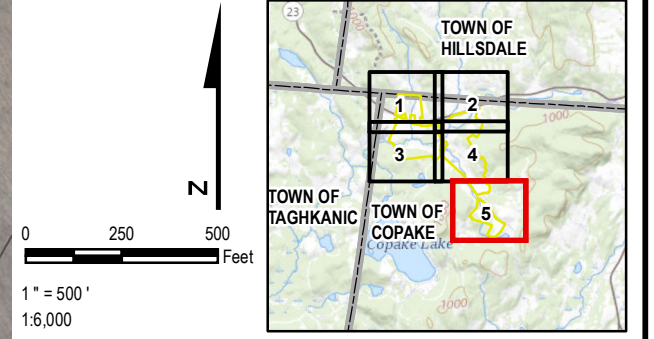 23
TOWN OF
HILLSDALE
1
2
1000
3
4
N
TOWN OF
TAGHKANIC
TOWN OF
COPAKE
5
1000
Copake Lake
0 250 500
Feet
1 " = 500 '
1:6,000